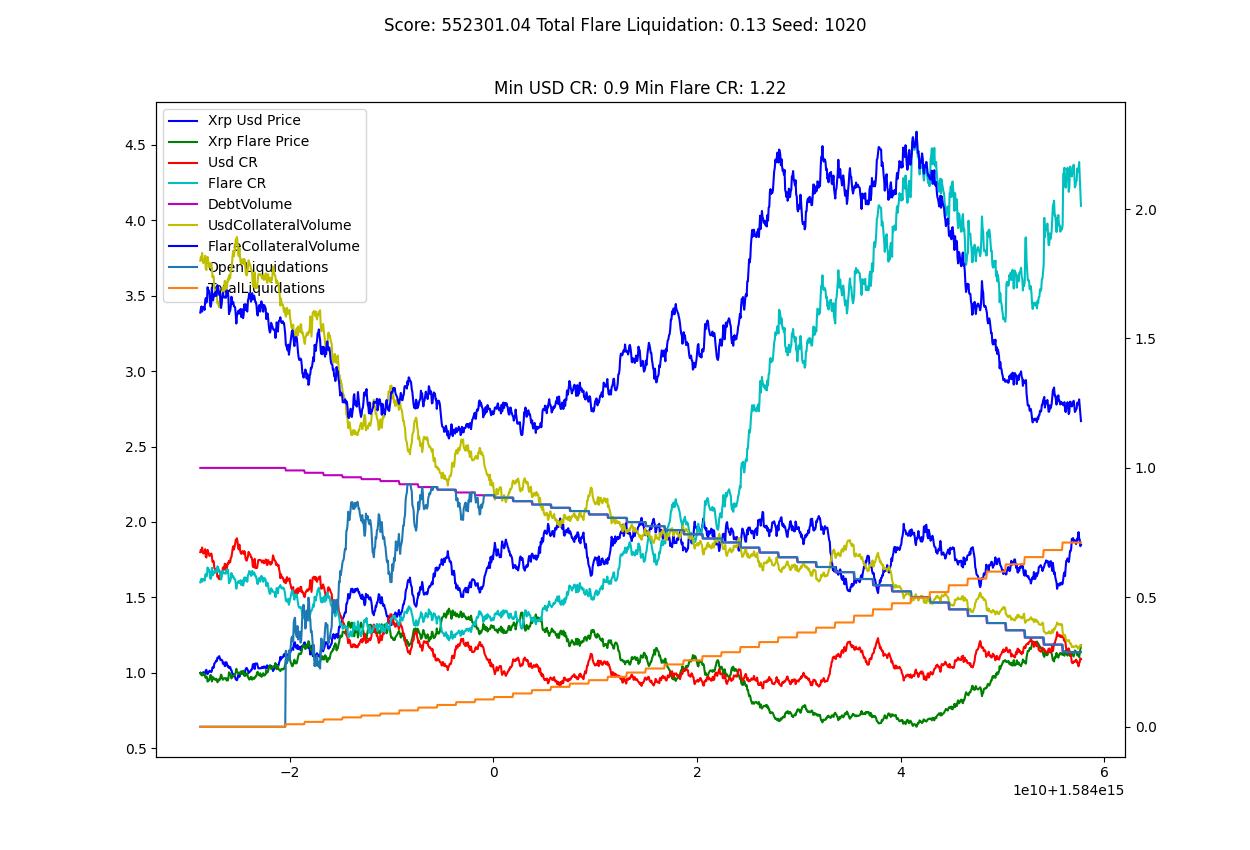 Score: 552301.04 Total Flare Liquidation: 0.13 Seed: 1020
Min USD CR: 0.9 Min Flare CR: 1.22
Xrp Usd Price
Xrp Flare Price
Usd CR
Flare CR
DebtVolume
UsdCollateralVolume
FlareCollateralVolume
OpenLiquidations
TotalLiquidations
4.5
4.0
3.5
3.0
2.5
2.0
1.5
1.0
0.5
2.0
1.5
1.0
0.5
0.0
−2
0
2
4
6
1e10+1.584e15